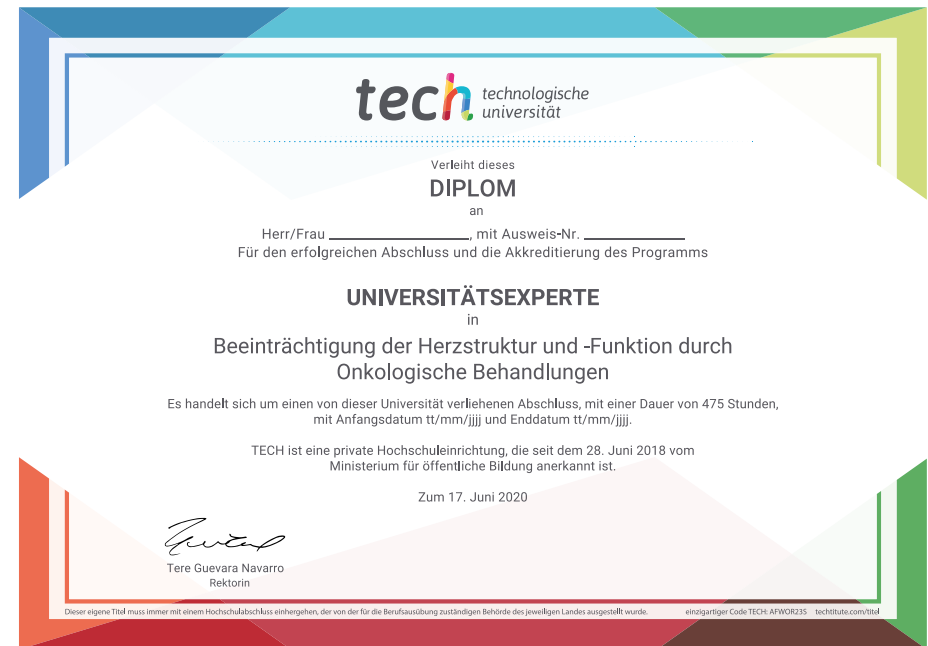 tech technologische
universität
Verleiht dieses
DIPLOM
an
Herr/Frau ____________________, mit Ausweis-Nr. ______________
Für den erfolgreichen Abschluss und die Akkreditierung des Programms
UNIVERSITÄTSEXPERTE
in
Beeinträchtigung der Herzstruktur und -Funktion durch
Onkologische Behandlungen
Es handelt sich um einen von dieser Universität verliehenen Abschluss, mit einer Dauer von 475 Stunden,
mit Anfangsdatum tt/mm/jjjj und Enddatum tt/mm/jjjj.
TECH ist eine private Hochschuleinrichtung, die seit dem 28. Juni 2018 vom
Ministerium für öffentliche Bildung anerkannt ist.
Zum 17. Juni 2020
Tere Guevara Navarro
Rektorin
Dieser eigene Titel muss immer mit einem Hochschulabschluss einhergehen, der von der für die Berufsausübung zuständigen Behörde des jeweiligen Landes ausgestellt wurde. einzigartiger Code TECH: AFWOR23S techtitute.com/titel